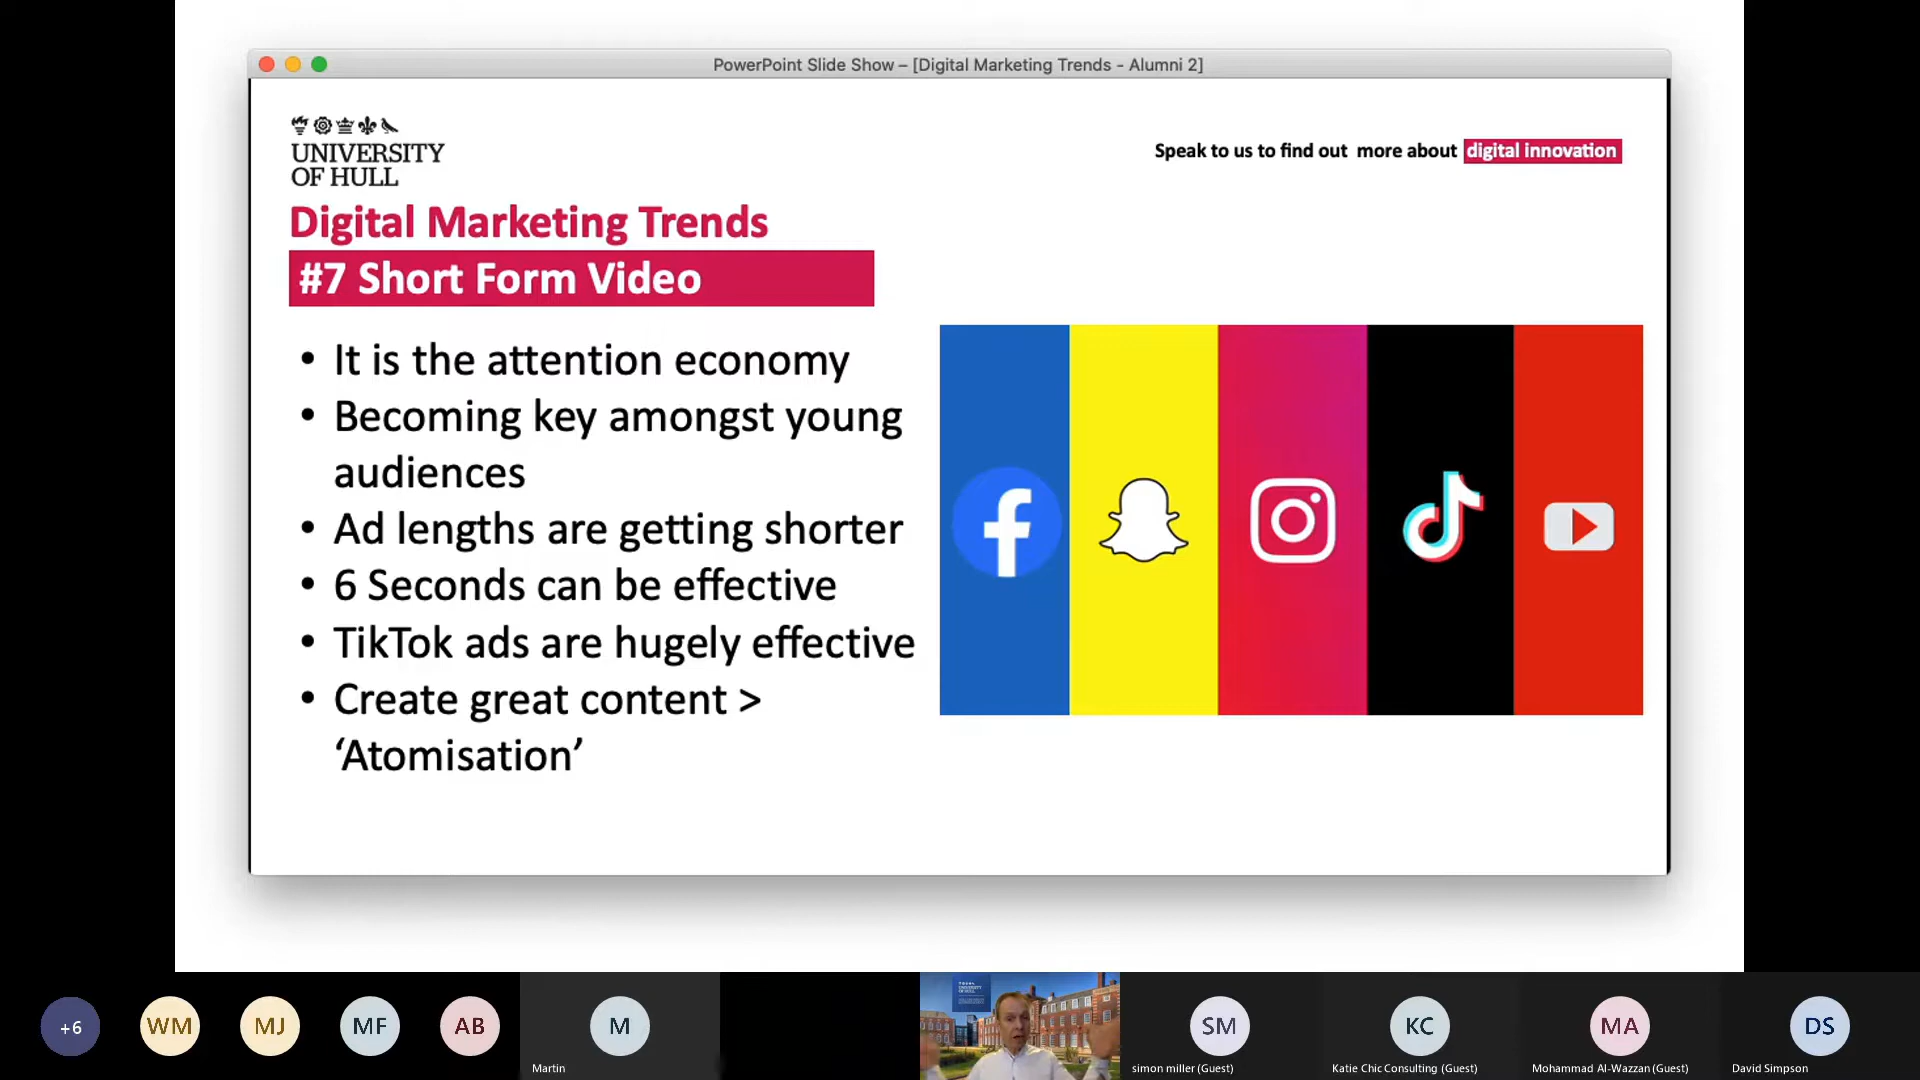 PowerPoint Slide Show – [Digital Marketing Trends - Alumni 2]
UNIVERSITY
OF HULL
Speak to us to find out more about digital innovation
Digital Marketing Trends
#7 Short Form Video
• It is the attention economy
• Becoming key amongst young
audiences
• Ad lengths are getting shorter
• 6 Seconds can be effective
• TikTok ads are hugely effective
• Create great content >
‘Atomisation’
+6
WM
MJ
MF
AB
M
Martin
SM
simon miller (Guest)
KC
Katie Chic Consulting (Guest)
MA
Mohammad Al-Wazzan (Guest)
DS
David Simpson